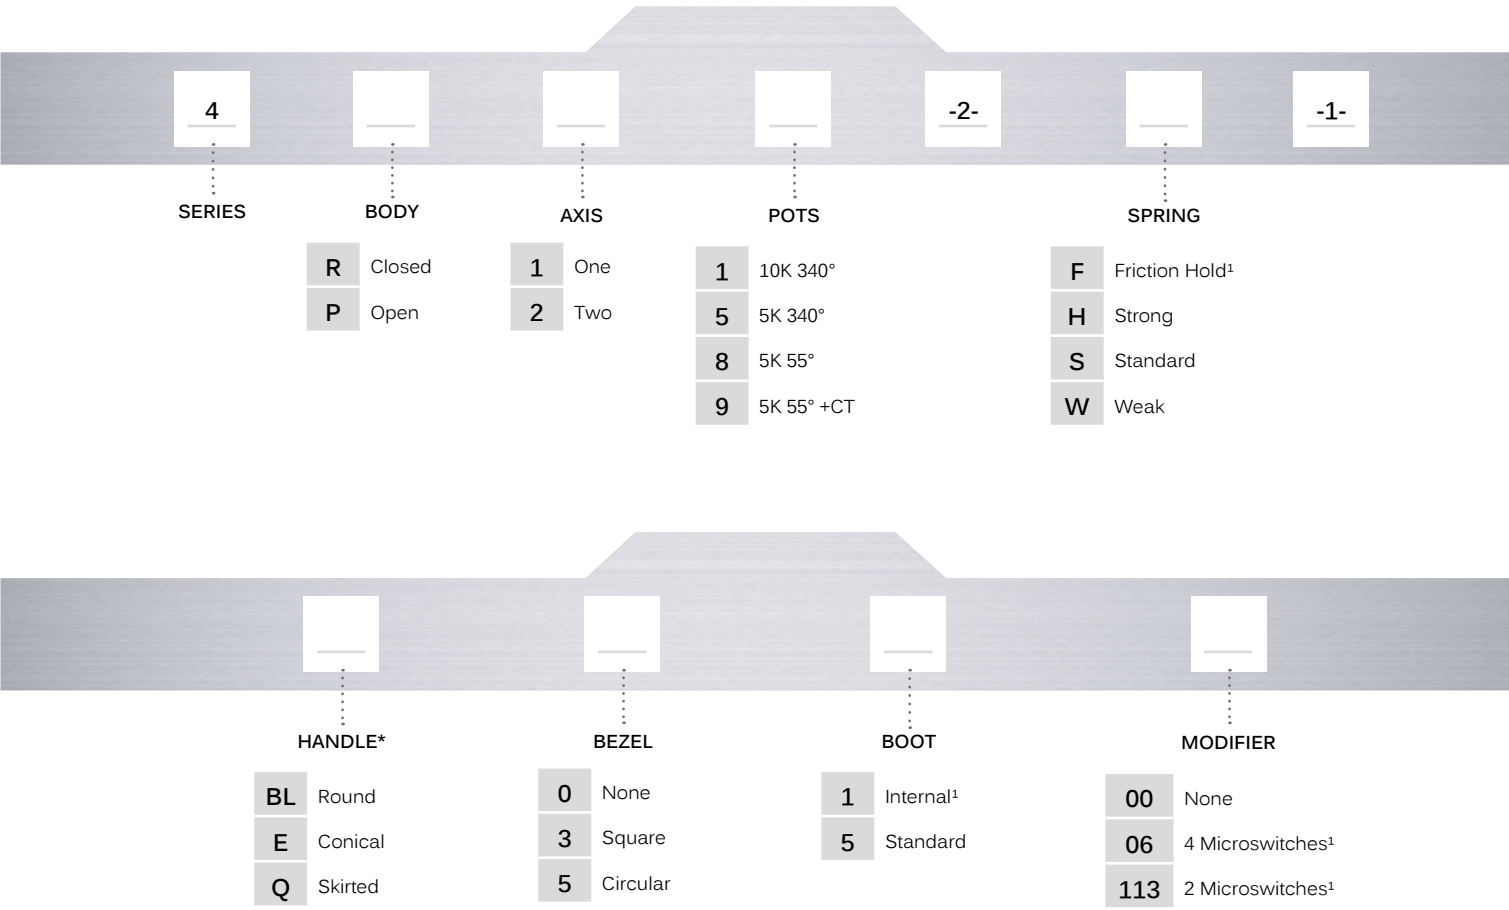 4 -2- -1-
SERIES BODY AXIS POTS SPRING
R Closed
P Open
1 One
2 Two
1 10K 340°
5 5K 340°
8 5K 55°
9 5K 55° +CT
F Friction Hold¹
H Strong
S Standard
W Weak
HANDLE* BEZEL BOOT MODIFIER
BL Round
E Conical
Q Skirted
0 None
3 Square
5 Circular
1 Internal¹
5 Standard
00 None
06 4 Microswitches¹
113 2 Microswitches¹